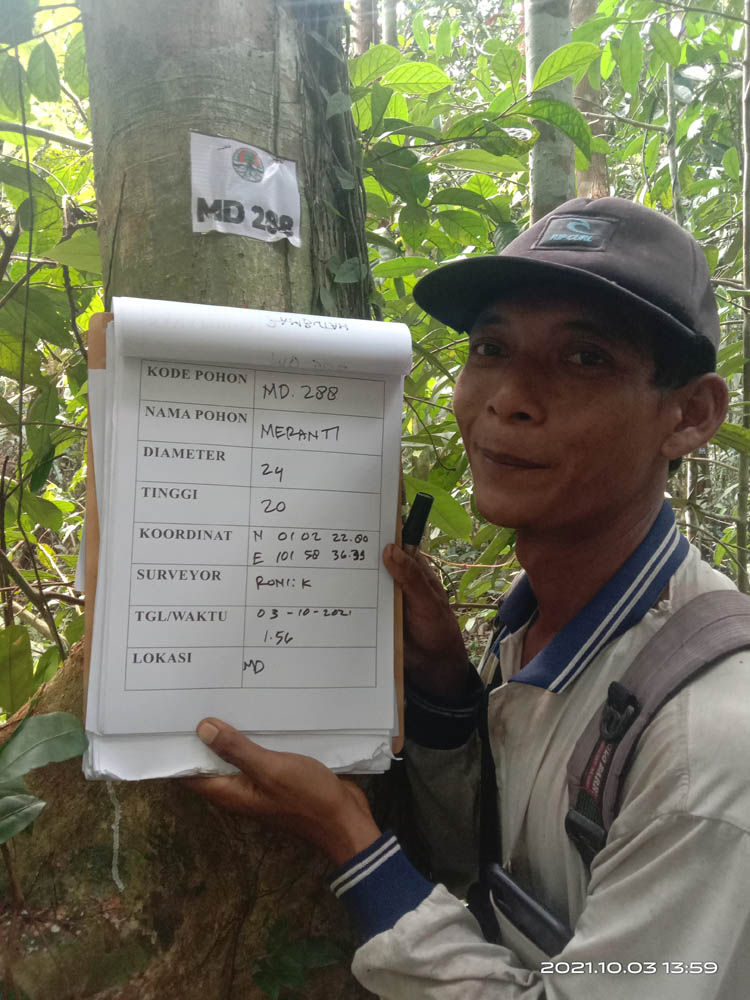 MD 288
RIP CURL
KODE POHON MD. 288
NAMA POHON MERANTI
DIAMETER 24
TINGGI 20
KOORDINAT N 01 02 22.80
E 101 58 36.39
SURVEYOR RONI: K
TGL/WAKTU 03 -10-2021
1.56
LOKASI MD
2021.10.03 13:59